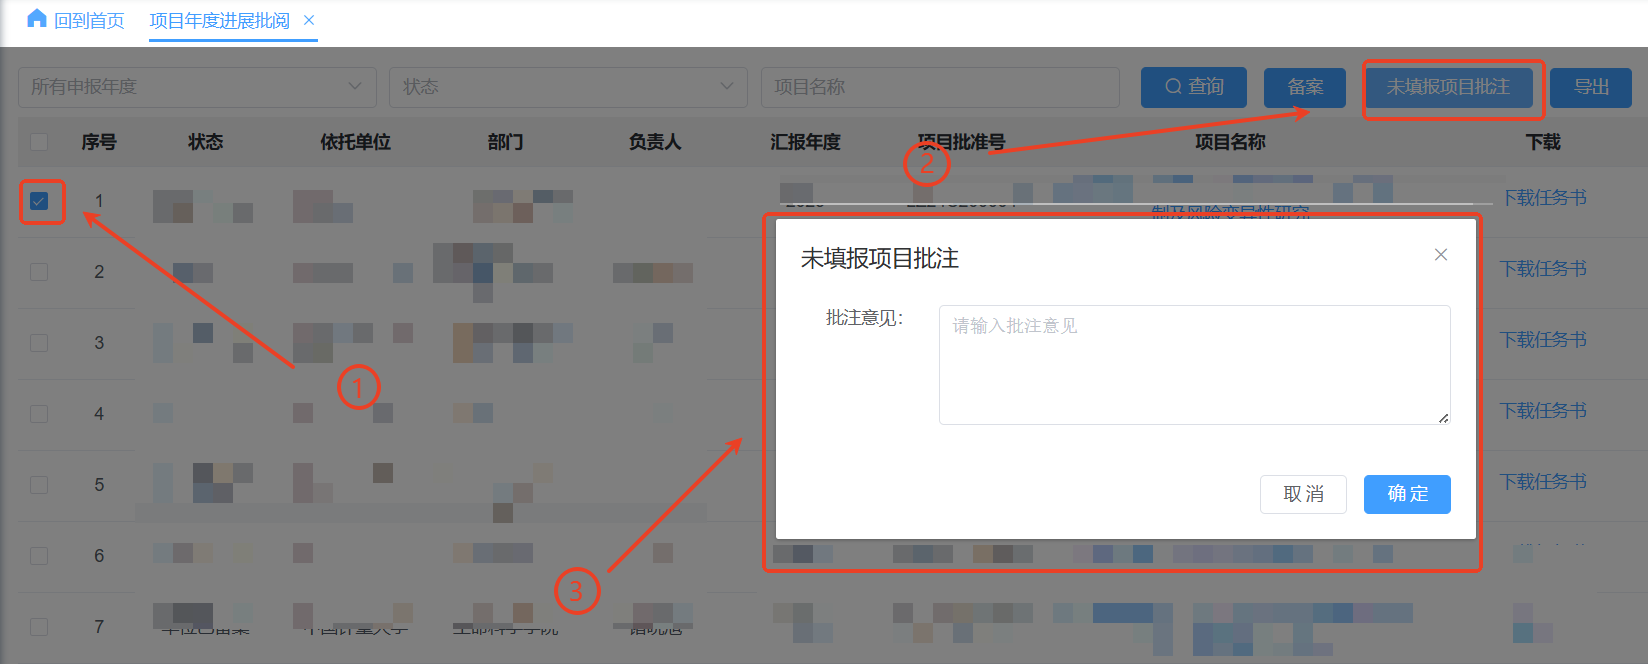 回到首页 项目年度进展批阅 ×
所有申报年度 状态 项目名称 查询 备案 未填报项目批注 导出
序号 状态 依托单位 部门 负责人 汇报年度 项目批准号 项目名称 下载
②
1 下载任务书
2 下载任务书
3 下载任务书
4 下载任务书
5 下载任务书
6
7
①
③
未填报项目批注 ×
批注意见：
请输入批注意见
取消 确定